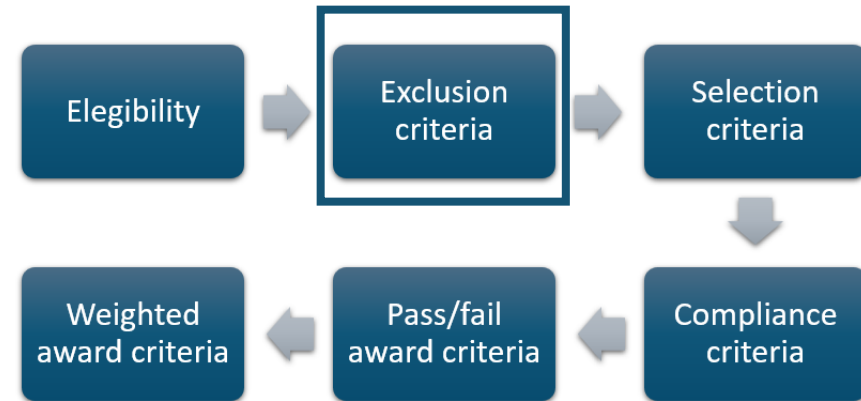 Elegibility
Exclusion
criteria
Selection
criteria
Compliance
criteria
Pass/fail
award criteria
Weighted
award criteria